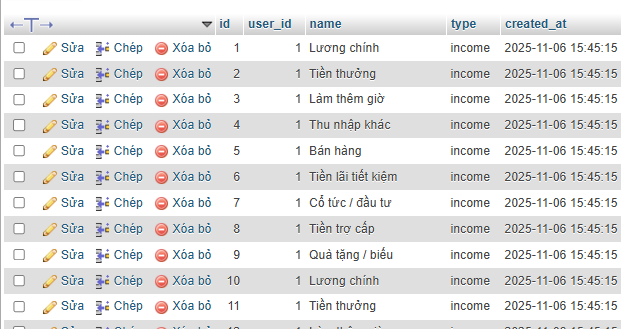 ←T→ id user_id name type created_at
Sửa Chép Xóa bỏ 1 1 Lương chính income 2025-11-06 15:45:15
Sửa Chép Xóa bỏ 2 1 Tiền thưởng income 2025-11-06 15:45:15
Sửa Chép Xóa bỏ 3 1 Làm thêm giờ income 2025-11-06 15:45:15
Sửa Chép Xóa bỏ 4 1 Thu nhập khác income 2025-11-06 15:45:15
Sửa Chép Xóa bỏ 5 1 Bán hàng income 2025-11-06 15:45:15
Sửa Chép Xóa bỏ 6 1 Tiền lãi tiết kiệm income 2025-11-06 15:45:15
Sửa Chép Xóa bỏ 7 1 Cổ tức / đầu tư income 2025-11-06 15:45:15
Sửa Chép Xóa bỏ 8 1 Tiền trợ cấp income 2025-11-06 15:45:15
Sửa Chép Xóa bỏ 9 1 Quà tặng / biếu income 2025-11-06 15:45:15
Sửa Chép Xóa bỏ 10 1 Lương chính income 2025-11-06 15:45:15
Sửa Chép Xóa bỏ 11 1 Tiền thưởng income 2025-11-06 15:45:15